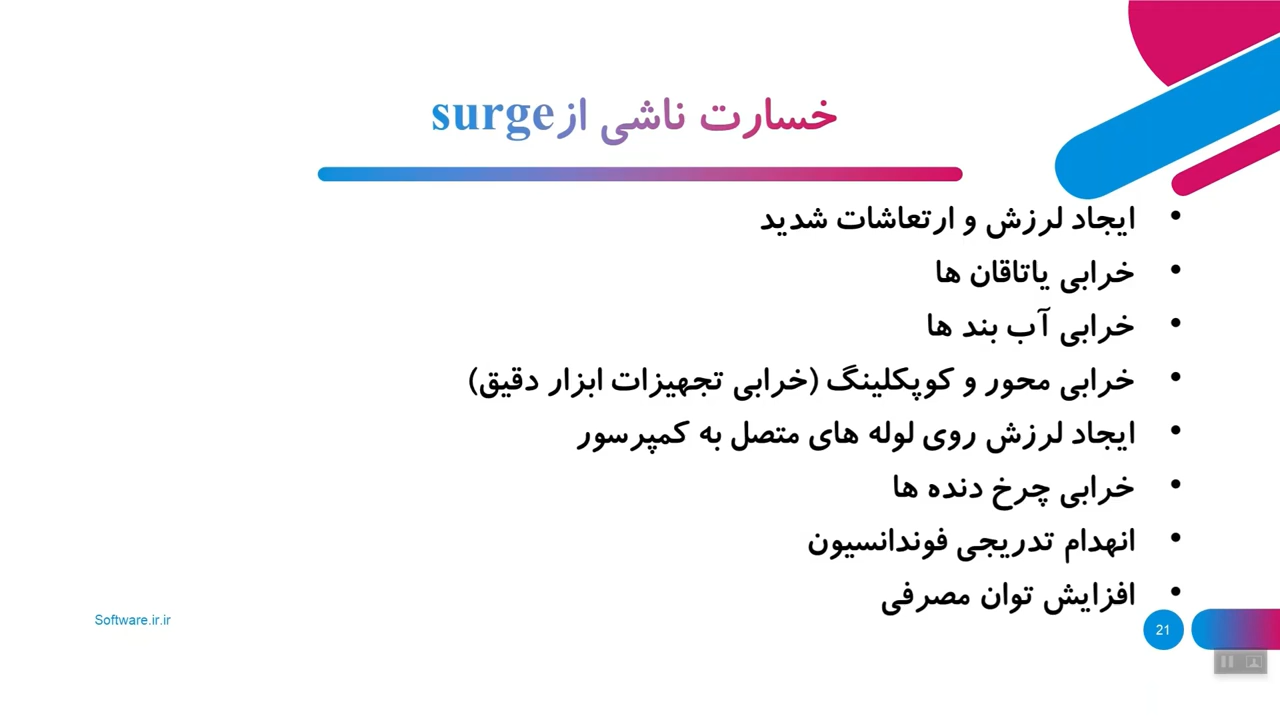 خسارت ناشی ازsurge
• ایجاد لرزش و ارتعاشات شدید
• خرابی یاتاقان ها
• خرابی آب بند ها
• خرابی محور و کوپکلینگ (خرابی تجهیزات ابزار دقیق)
• ایجاد لرزش روی لوله های متصل به کمپرسور
• خرابی چرخ دنده ها
• انهدام تدریجی فوندانسیون
• افزایش توان مصرفی
Software.ir.ir
21